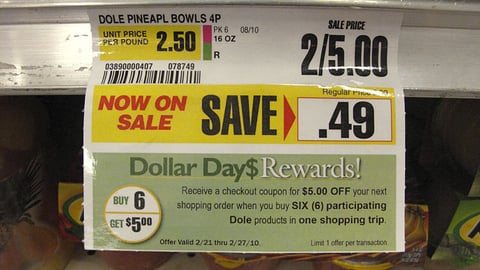 DOLE PINEAPL BOWLS 4P
UNIT PRICE
PER POUND
2.50
PK 6 08/10
16 OZ
R
03890000407 078749
SALE PRICE
2/5.00
NOW ON
SALE
SAVE
Regular Price
.49
Dollar Day$ Rewards!
BUY 6
GET $5.00
Receive a checkout coupon for $5.00 OFF your next
shopping order when you buy SIX (6) participating
Dole products in one shopping trip.
Offer Valid 2/21 thru 2/27/10.
Limit 1 offer per transaction.